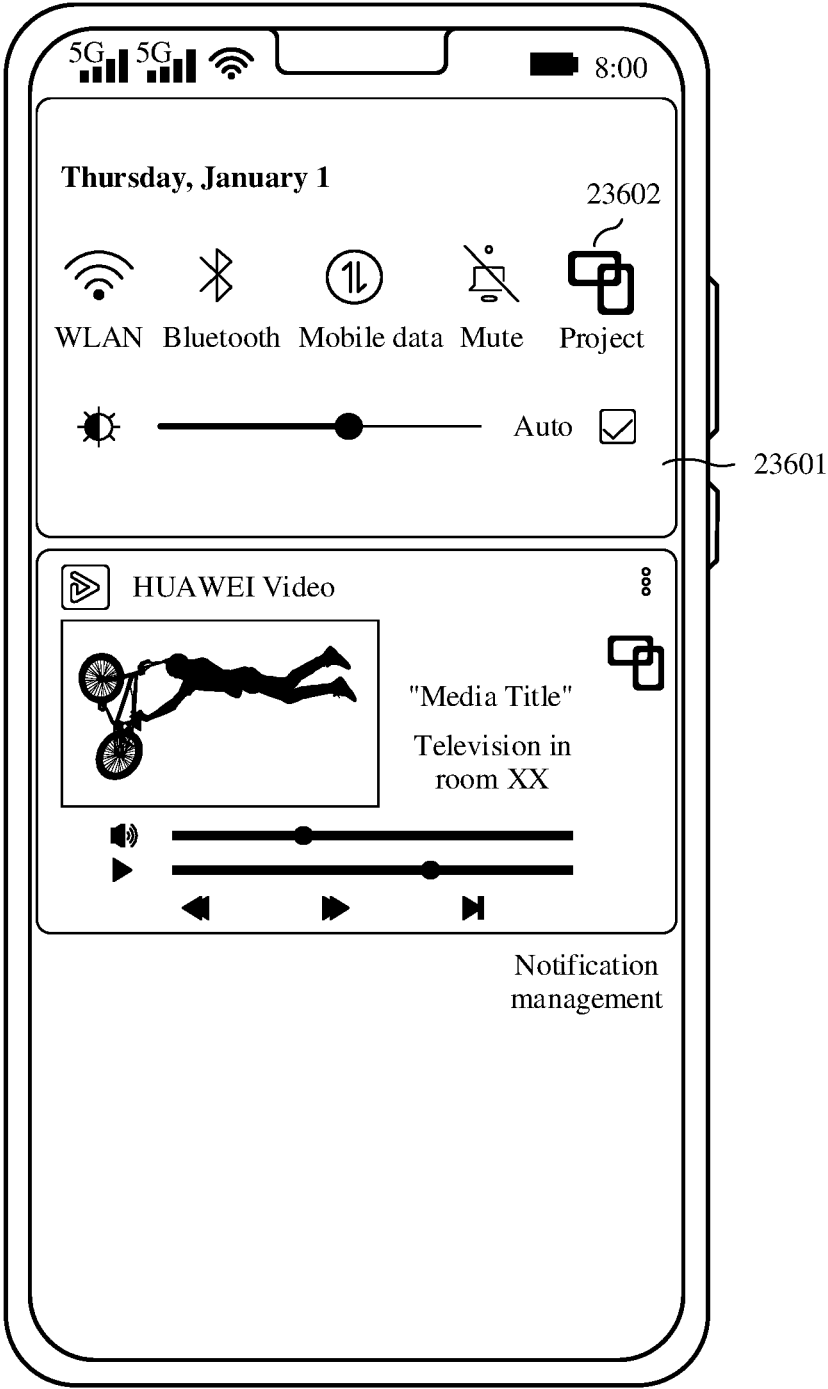 5G 5G 8:00
Thursday, January 1
23602
WLAN Bluetooth Mobile data Mute Project
Auto
23601
HUAWEI Video
"Media Title"
Television in
room XX
Notification
management